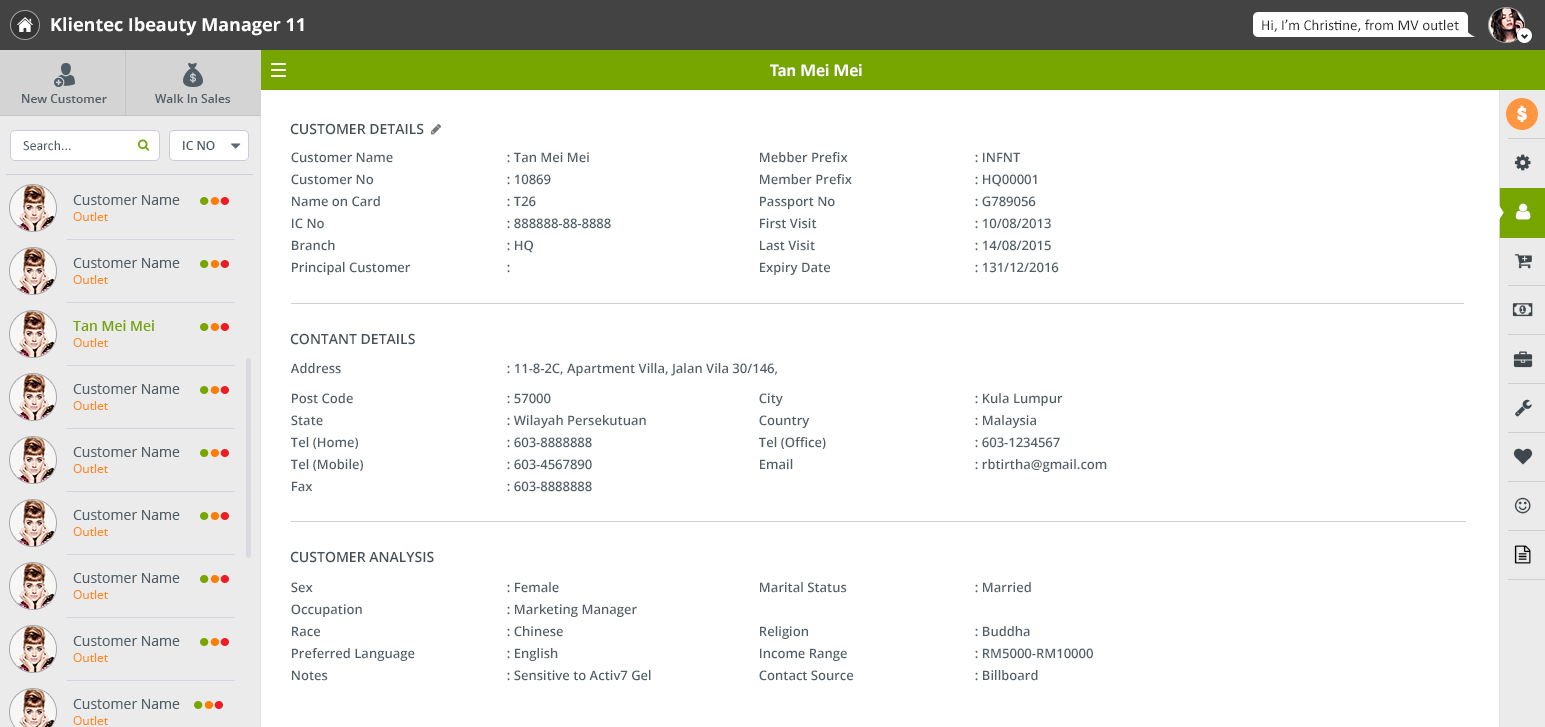 Klientec Ibeauty Manager 11
Hi, I'm Christine, from MV outlet
New Customer
Walk In Sales
Search...
IC NO
Customer Name
Outlet
Customer Name
Outlet
Tan Mei Mei
Outlet
Customer Name
Outlet
Customer Name
Outlet
Customer Name
Outlet
Customer Name
Outlet
Customer Name
Outlet
Customer Name
Outlet
Tan Mei Mei
CUSTOMER DETAILS
Customer Name : Tan Mei Mei Mebber Prefix : INFNT
Customer No : 10869 Member Prefix : HQ00001
Name on Card : T26 Passport No : G789056
IC No : 888888-88-8888 First Visit : 10/08/2013
Branch : HQ Last Visit : 14/08/2015
Principal Customer : Expiry Date : 131/12/2016
CONTANT DETAILS
Address : 11-8-2C, Apartment Villa, Jalan Vila 30/146,
Post Code : 57000 City : Kula Lumpur
State : Wilayah Persekutuan Country : Malaysia
Tel (Home) : 603-8888888 Tel (Office) : 603-1234567
Tel (Mobile) : 603-4567890 Email : rbtirtha@gmail.com
Fax : 603-8888888
CUSTOMER ANALYSIS
Sex : Female Marital Status : Married
Occupation : Marketing Manager
Race : Chinese Religion : Buddha
Preferred Language : English Income Range : RM5000-RM10000
Notes : Sensitive to Activ7 Gel Contact Source : Billboard